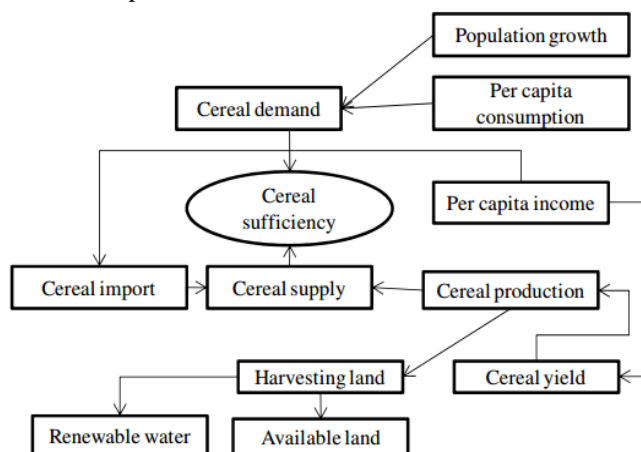 Population growth
Per capita
consumption
Cereal demand
Cereal
sufficiency
Per capita income
Cereal import
Cereal supply
Cereal production
Harvesting land
Cereal yield
Renewable water
Available land